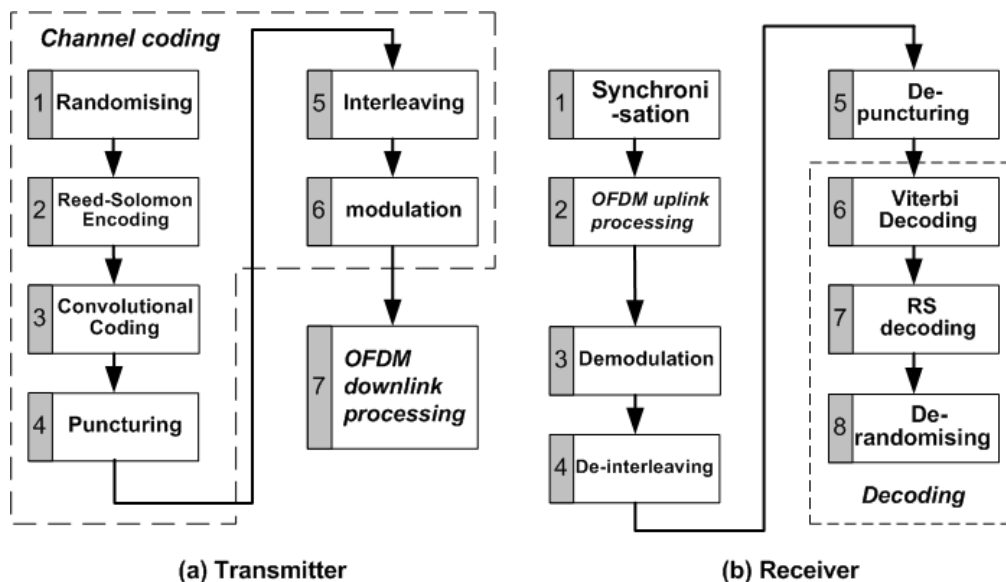 Channel coding
1
Randomising
2
Reed-Solomon
Encoding
3
Convolutional
Coding
4
Puncturing
5
Interleaving
6
modulation
7
OFDM
downlink
processing
(a) Transmitter
1
Synchroni
-sation
2
OFDM uplink
processing
3
Demodulation
4
De-interleaving
5
De-
puncturing
6
Viterbi
Decoding
7
RS
decoding
8
De-
randomising
Decoding
(b) Receiver